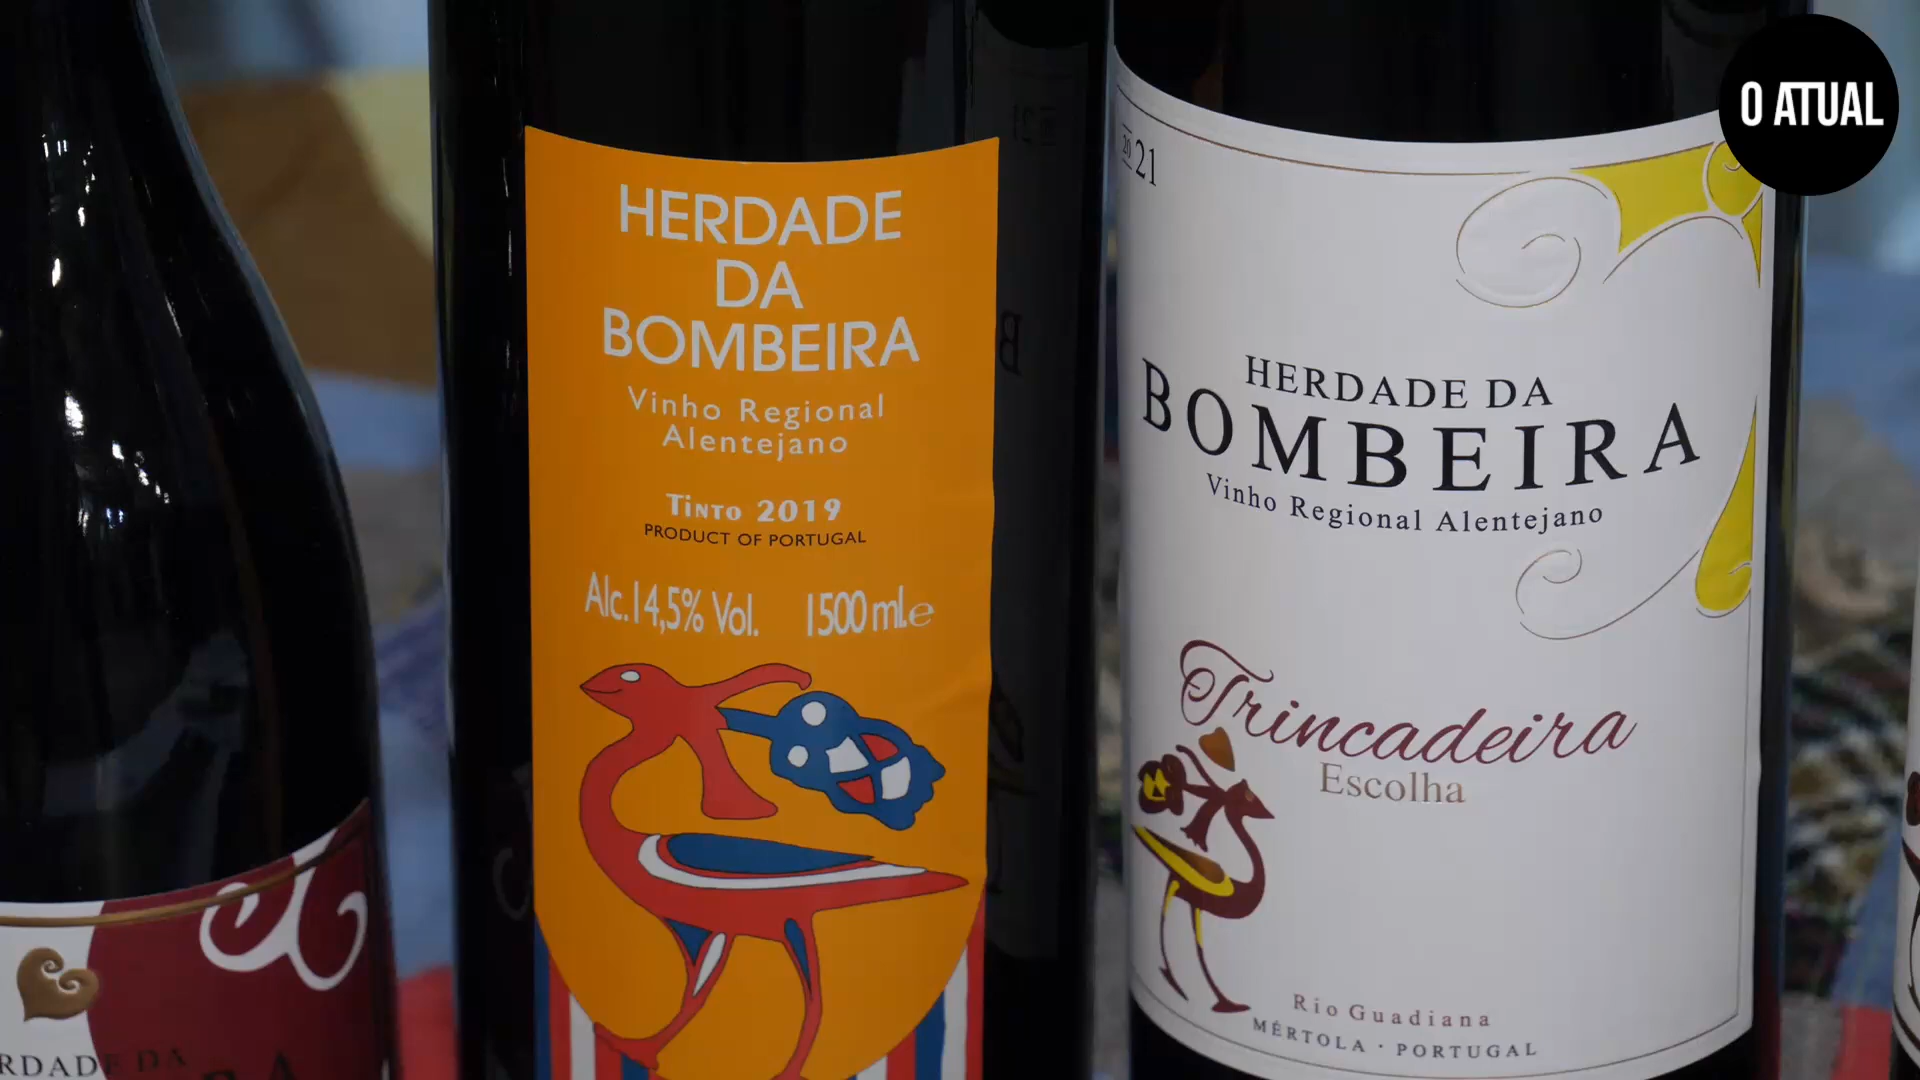 O ATUAL
HERDADE
DA
BOMBEIRA
Vinho Regional
Alentejano
TINTO 2019
PRODUCT OF PORTUGAL
Alc.14,5% Vol. 1500 ml.e
2021
HERDADE DA
BOMBEIRA
Vinho Regional Alentejano
Trincadeira
Escolha
Rio Guadiana
MÉRTOLA · PORTUGAL
DA